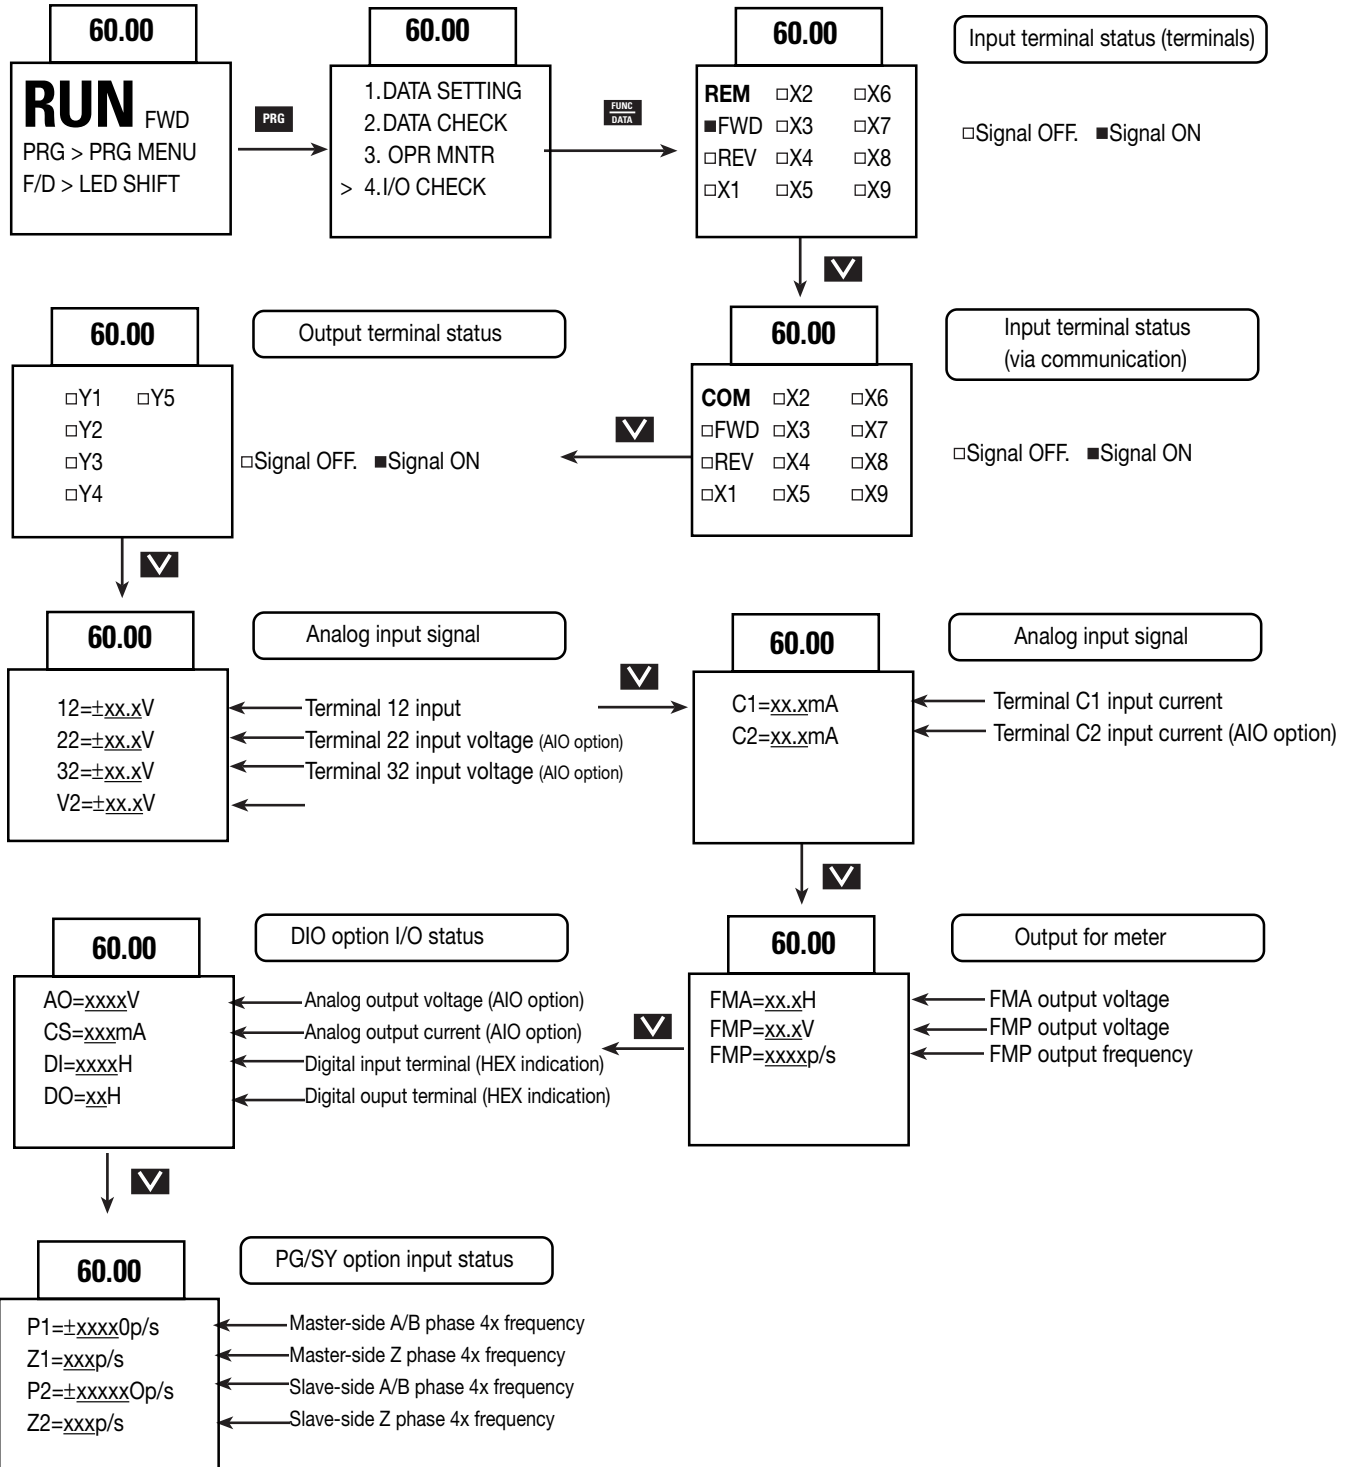 60.00
RUN FWD
PRG > PRG MENU
F/D > LED SHIFT
PRG
60.00
1.DATA SETTING
2.DATA CHECK
3. OPR MNTR
> 4.I/O CHECK
FUNC
DATA
60.00
REM □X2 □X6
■FWD □X3 □X7
□REV □X4 □X8
□X1 □X5 □X9
Input terminal status (terminals)
□Signal OFF. ■Signal ON
60.00
COM □X2 □X6
□FWD □X3 □X7
□REV □X4 □X8
□X1 □X5 □X9
Input terminal status
(via communication)
□Signal OFF. ■Signal ON
60.00
□Y1 □Y5
□Y2
□Y3
□Y4
Output terminal status
□Signal OFF. ■Signal ON
60.00
12=±xx.xV
22=±xx.xV
32=±xx.xV
V2=±xx.xV
Analog input signal
Terminal 12 input
Terminal 22 input voltage (AIO option)
Terminal 32 input voltage (AIO option)
60.00
C1=xx.xmA
C2=xx.xmA
Analog input signal
Terminal C1 input current
Terminal C2 input current (AIO option)
60.00
FMA=xx.xH
FMP=xx.xV
FMP=xxxxp/s
Output for meter
FMA output voltage
FMP output voltage
FMP output frequency
60.00
AO=xxxxV
CS=xxxmA
DI=xxxxH
DO=xxH
DIO option I/O status
Analog output voltage (AIO option)
Analog output current (AIO option)
Digital input terminal (HEX indication)
Digital ouput terminal (HEX indication)
60.00
P1=±xxxx0p/s
Z1=xxxp/s
P2=±xxxxxOp/s
Z2=xxxp/s
PG/SY option input status
Master-side A/B phase 4x frequency
Master-side Z phase 4x frequency
Slave-side A/B phase 4x frequency
Slave-side Z phase 4x frequency